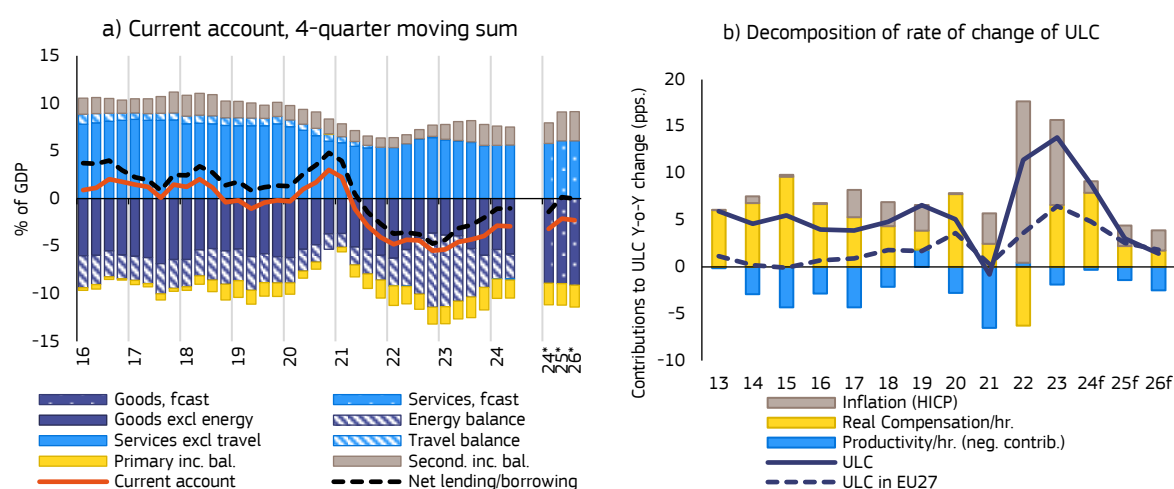 a) Current account, 4-quarter moving sum
% of GDP
15
10
5
0
-5
-10
-15
16 17 18 19 20 21 22 23 24 24* 25* 26*
Goods, fcast Services, fcast
Goods excl energy Energy balance
Services excl travel Travel balance
Primary inc. bal. Second. inc. bal.
Current account Net lending/borrowing
b) Decomposition of rate of change of ULC
Contributions to ULC Y-o-Y change (pps.)
20
15
10
5
0
-5
-10
13 14 15 16 17 18 19 20 21 22 23 24f 25f 26f
Inflation (HICP)
Real Compensation/hr.
Productivity/hr. (neg. contrib.)
ULC
ULC in EU27